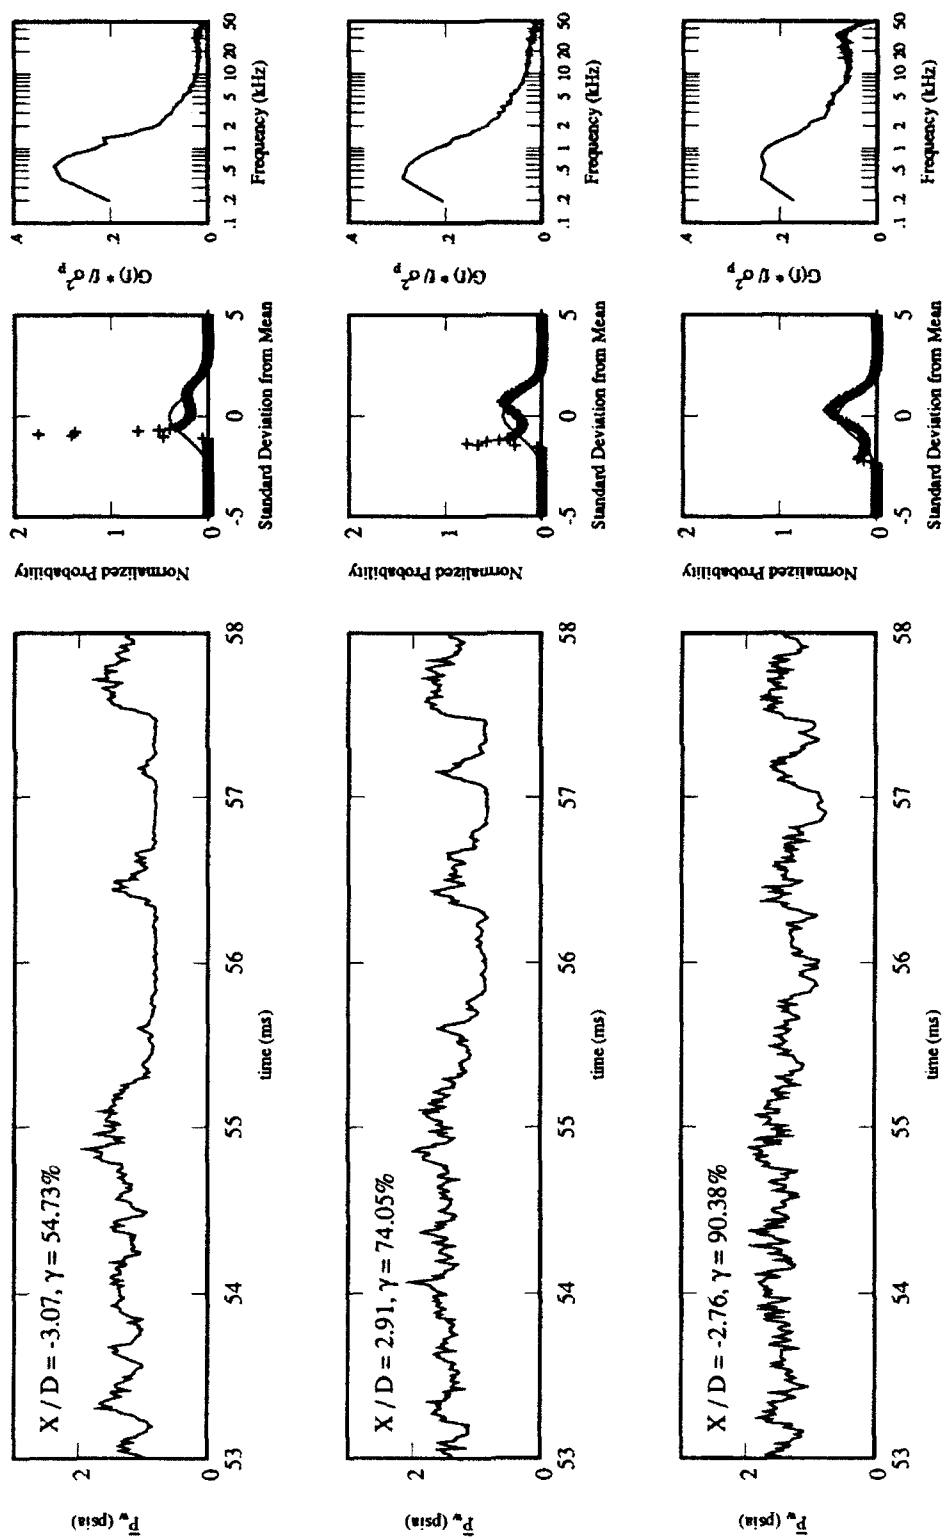 X / D = -3.07, γ = 54.73%
P̄w (psia)
2
0
53 54 55 56 57 58
time (ms)
Normalized Probability
2
1
0
-5 0 5
Standard Deviation from Mean
G(f) * f/ σ²p
.4
.2
0
.1 .2 .5 1 2 5 10 20 50
Frequency (kHz)
X / D = 2.91, γ = 74.05%
P̄w (psia)
2
0
53 54 55 56 57 58
time (ms)
Normalized Probability
2
1
0
-5 0 5
Standard Deviation from Mean
G(f) * f/ σ²p
.4
.2
0
.1 .2 .5 1 2 5 10 20 50
Frequency (kHz)
X / D = -2.76, γ = 90.38%
P̄w (psia)
2
0
53 54 55 56 57 58
time (ms)
Normalized Probability
2
1
0
-5 0 5
Standard Deviation from Mean
G(f) * f/ σ²p
.4
.2
0
.1 .2 .5 1 2 5 10 20 50
Frequency (kHz)